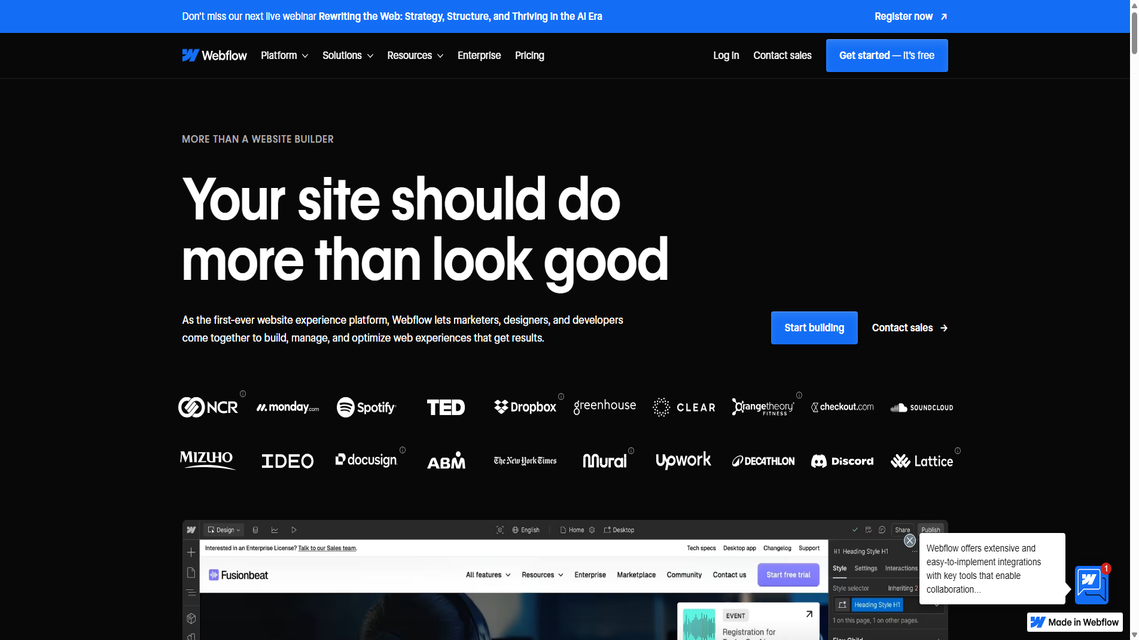 Don't miss our next live webinar Rewriting the Web: Strategy, Structure, and Thriving in the AI Era
Register now
Webflow Platform Solutions Resources Enterprise Pricing
Log In Contact sales Get started — it's free
MORE THAN A WEBSITE BUILDER
Your site should do
more than look good
As the first-ever website experience platform, Webflow lets marketers, designers, and developers
come together to build, manage, and optimize web experiences that get results.
Start building Contact sales
NCR monday.com Spotify TED Dropbox greenhouse CLEAR orangetheory FITNESS checkout.com SOUNDCLOUD
MIZUHO IDEO docusign ABM The New York Times Mural Upwork DECATHLON Discord Lattice
Design English Home Desktop Share Publish
Interested in an Enterprise License? Talk to our Sales team.
Tech specs Desktop app Changelog Support
H1 Heading Style H1
Fusionbeat All features Resources Enterprise Marketplace Community Contact us Start free trial
Style Settings Interactions
Style selector Inheriting 2
Heading Style H1
1 on this page, 1 on other pages.
EVENT
Registration for
Webflow offers extensive and
easy-to-implement integrations
with key tools that enable
collaboration...
1
Made in Webflow